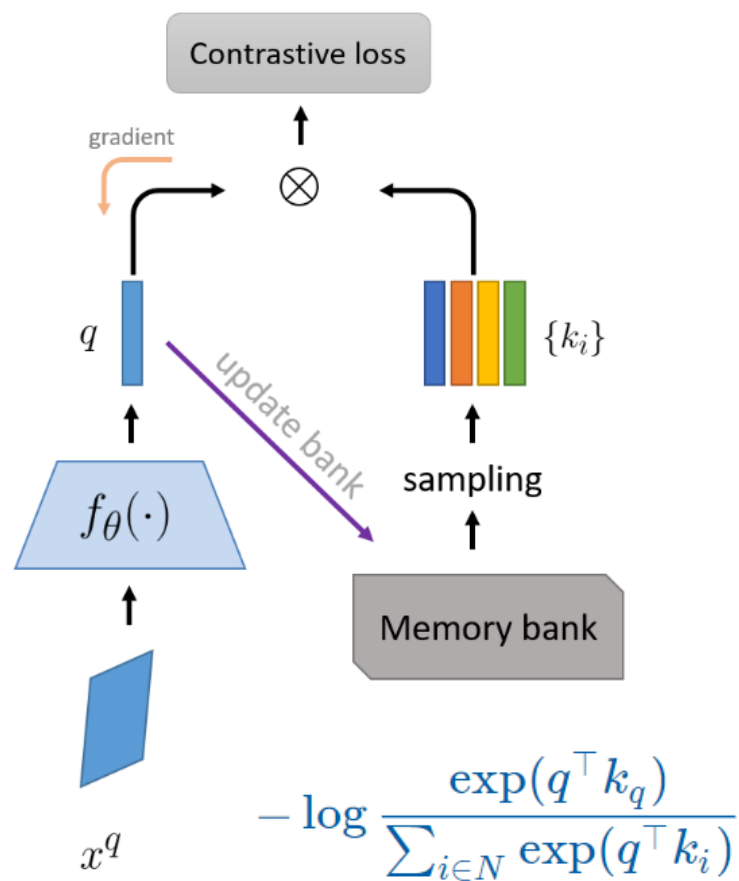 Contrastive loss
gradient
q
{k_i}
update bank
sampling
f_θ(·)
Memory bank
x^q
− log exp(q^⊤ k_q) / ∑_{i∈N} exp(q^⊤ k_i)